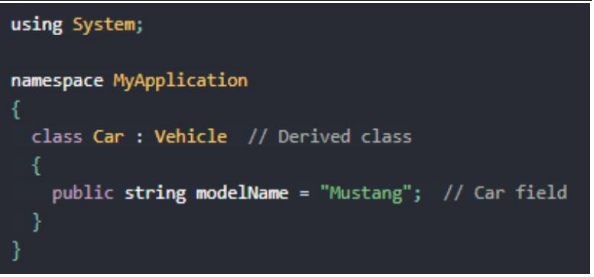 using System;
namespace MyApplication
{
class Car : Vehicle // Derived class
{
public string modelName = "Mustang"; // Car field
}
}